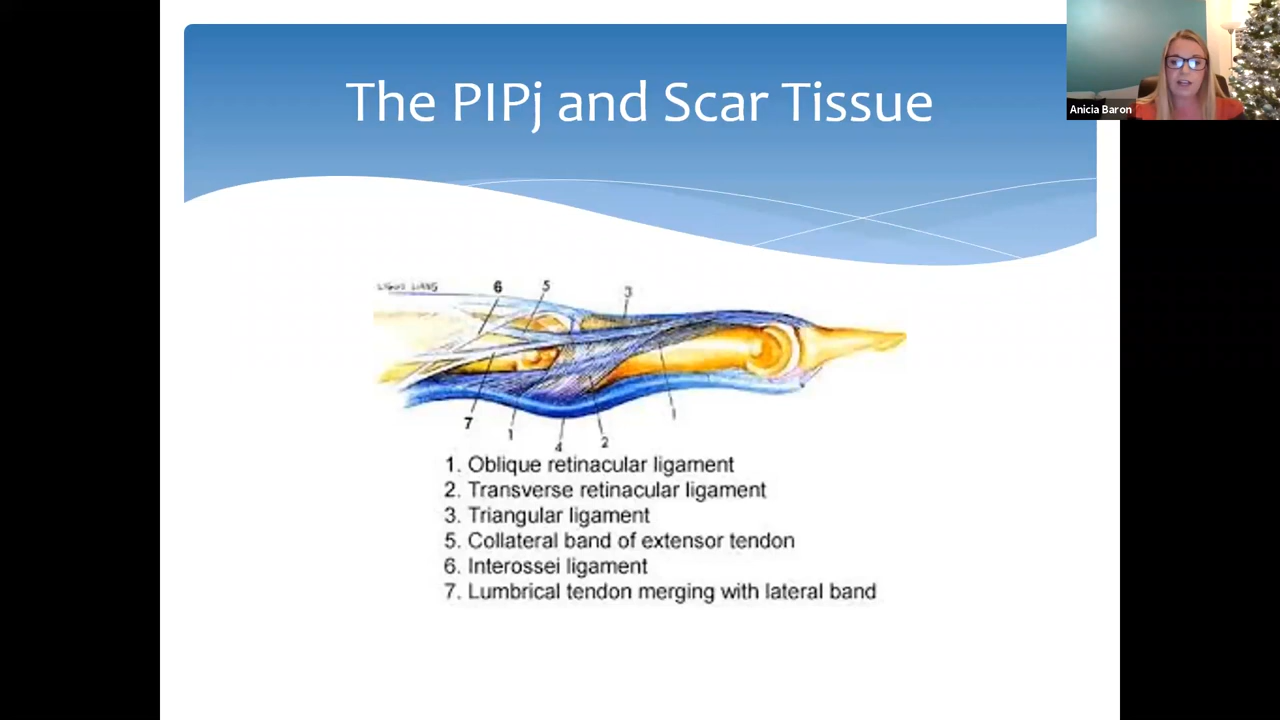 The PIPj and Scar Tissue
Anicia Baron
6 5 3
7 1 4 2 1
1. Oblique retinacular ligament
2. Transverse retinacular ligament
3. Triangular ligament
5. Collateral band of extensor tendon
6. Interossei ligament
7. Lumbrical tendon merging with lateral band